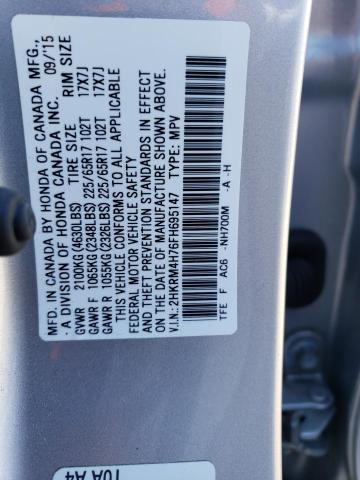 MFD. IN CANADA BY HONDA OF CANADA MFG.,
A DIVISION OF HONDA CANADA INC. 09/'15
TIRE SIZE RIM SIZE
GVWR 2100KG (4630LBS)
GAWR F 1065KG (2348LBS) 225/65R17 102T 17X7J
GAWR R 1055KG (2326LBS) 225/65R17 102T 17X7J
THIS VEHICLE CONFORMS TO ALL APPLICABLE
FEDERAL MOTOR VEHICLE SAFETY
AND THEFT PREVENTION STANDARDS IN EFFECT
ON THE DATE OF MANUFACTURE SHOWN ABOVE.
V.I.N.: 2HKRM4H76FH695147 TYPE: MPV
TFE F AC6 -NH700M -A -H
10A A4